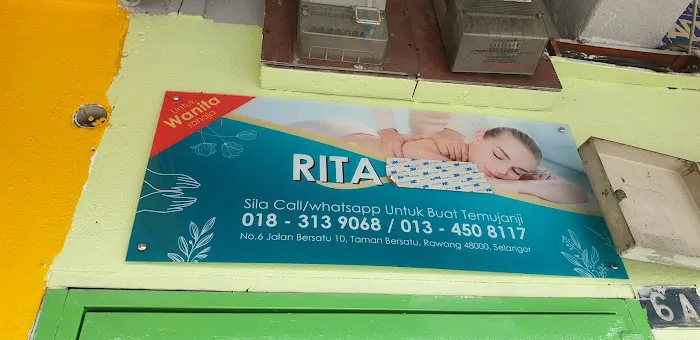 Untuk
Wanita
sahaja
RITA
Sila Call/whatsapp Untuk Buat Temujanji
018 - 313 9068 / 013 - 450 8117
No.6 Jalan Bersatu 10, Taman Bersatu, Rawang 48000, Selangor
6A